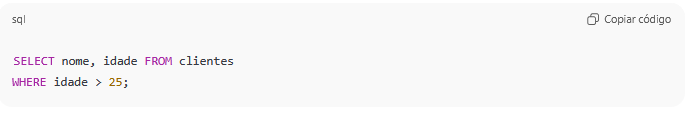 sql
Copiar código
SELECT nome, idade FROM clientes
WHERE idade > 25;